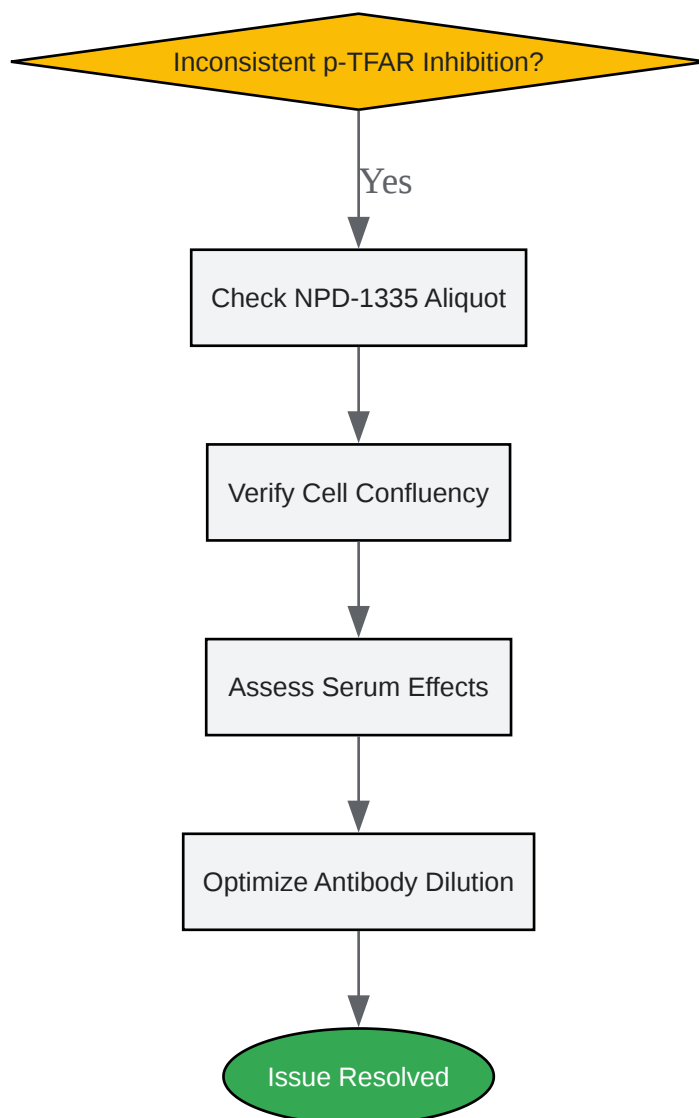 Inconsistent p-TFAR Inhibition?
Yes
Check NPD-1335 Aliquot
Verify Cell Confluency
Assess Serum Effects
Optimize Antibody Dilution
Issue Resolved